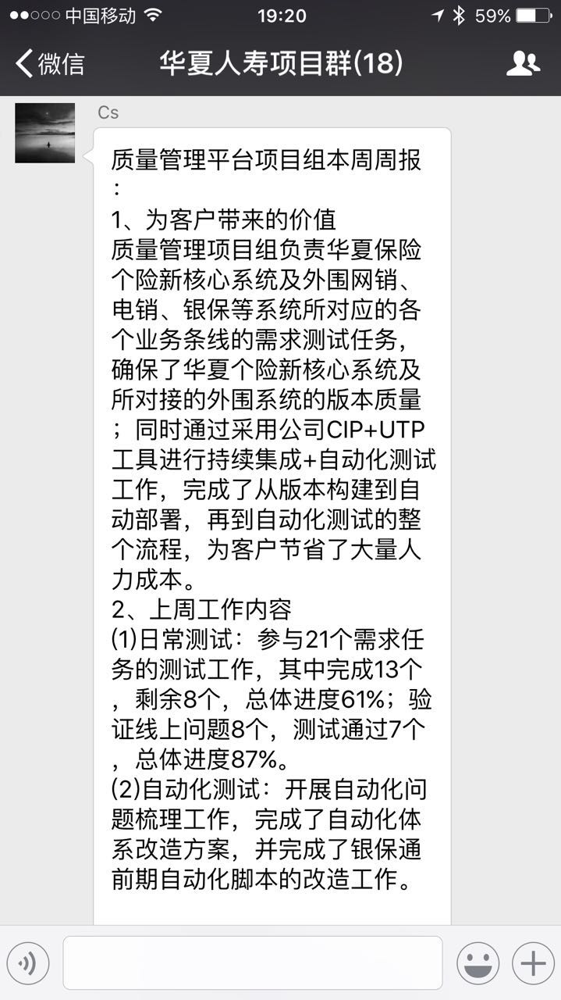 中国移动 19:20 59%
微信 华夏人寿项目群(18)
Cs
质量管理平台项目组本周周报
：
1、为客户带来的价值
质量管理项目组负责华夏保险
个险新核心系统及外围网销、
电销、银保等系统所对应的各
个业务条线的需求测试任务，
确保了华夏个险新核心系统及
所对接的外围系统的版本质量
；同时通过采用公司CIP+UTP
工具进行持续集成+自动化测试
工作，完成了从版本构建到自
动部署，再到自动化测试的整
个流程，为客户节省了大量人
力成本。
2、上周工作内容
(1)日常测试：参与21个需求任
务的测试工作，其中完成13个
，剩余8个，总体进度61%；验
证线上问题8个，测试通过7个
，总体进度87%。
(2)自动化测试：开展自动化问
题梳理工作，完成了自动化体
系改造方案，并完成了银保通
前期自动化脚本的改造工作。